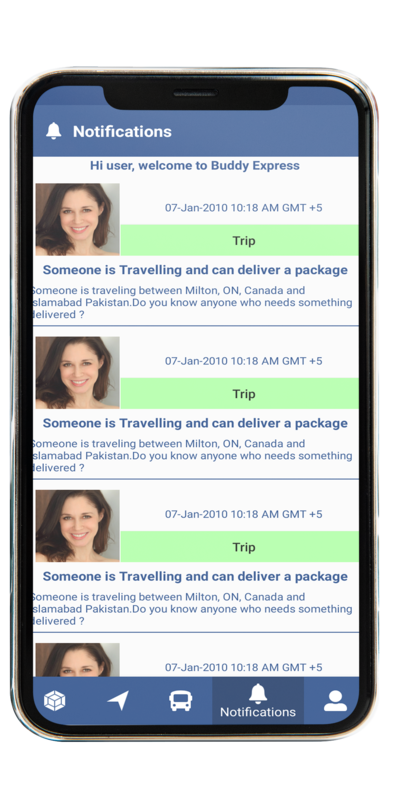 Notifications
Hi user, welcome to Buddy Express
07-Jan-2010 10:18 AM GMT +5
Trip
Someone is Travelling and can deliver a package
Someone is traveling between Milton, ON, Canada and
slamabad Pakistan.Do you know anyone who needs something
delivered ?
07-Jan-2010 10:18 AM GMT +5
Trip
Someone is Travelling and can deliver a package
Someone is traveling between Milton, ON, Canada and
slamabad Pakistan.Do you know anyone who needs something
delivered ?
07-Jan-2010 10:18 AM GMT +5
Trip
Someone is Travelling and can deliver a package
Someone is traveling between Milton, ON, Canada and
slamabad Pakistan.Do you know anyone who needs something
delivered ?
07-Jan-2010 10:18 AM GMT +5
Notifications